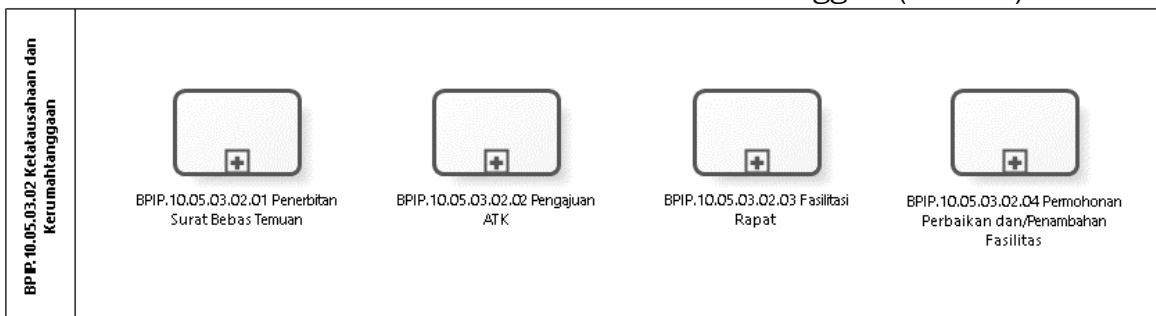 BPIP.10.05.03.02 Ketatausahaan dan
Kerumahtanggaan
BPIP.10.05.03.02.01 Penerbitan
Surat Bebas Temuan
BPIP.10.05.03.02.02 Pengajuan
ATK
BPIP.10.05.03.02.03 Fasilitasi
Rapat
BPIP.10.05.03.02.04 Permohonan
Perbaikan dan/Penambahan
Fasilitas